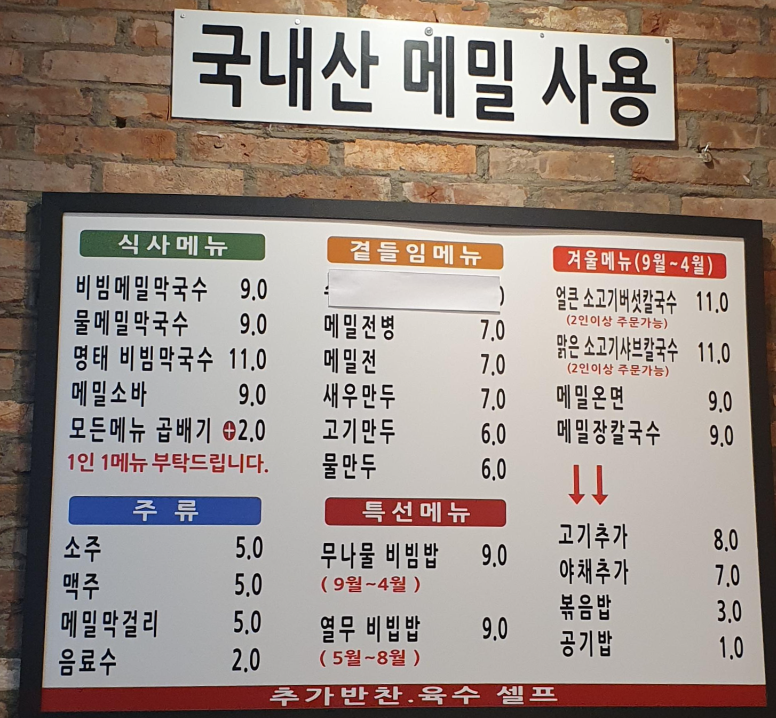 국내산 메밀 사용
식사메뉴
비빔메밀막국수 9.0
물메밀막국수 9.0
명태 비빔막국수 11.0
메밀소바 9.0
모든메뉴 곱배기 +2.0
1인 1메뉴 부탁드립니다.
주 류
소주 5.0
맥주 5.0
메밀막걸리 5.0
음료수 2.0
곁들임메뉴
메밀전병 7.0
메밀전 7.0
새우만두 7.0
고기만두 6.0
물만두 6.0
특선메뉴
무나물 비빔밥 9.0
(9월~4월)
열무 비빕밥 9.0
(5월~8월)
겨울메뉴(9월~4월)
얼큰 소고기버섯칼국수 11.0
(2인이상 주문가능)
맑은 소고기샤브칼국수 11.0
(2인이상 주문가능)
메밀온면 9.0
메밀장칼국수 9.0
고기추가 8.0
야채추가 7.0
볶음밥 3.0
공기밥 1.0
추가반찬.육수 셀프